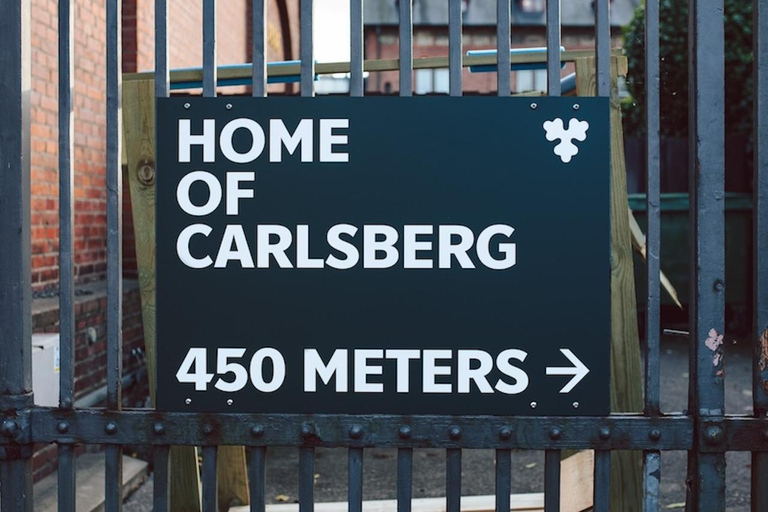 HOME
OF
CARLSBERG
450 METERS →